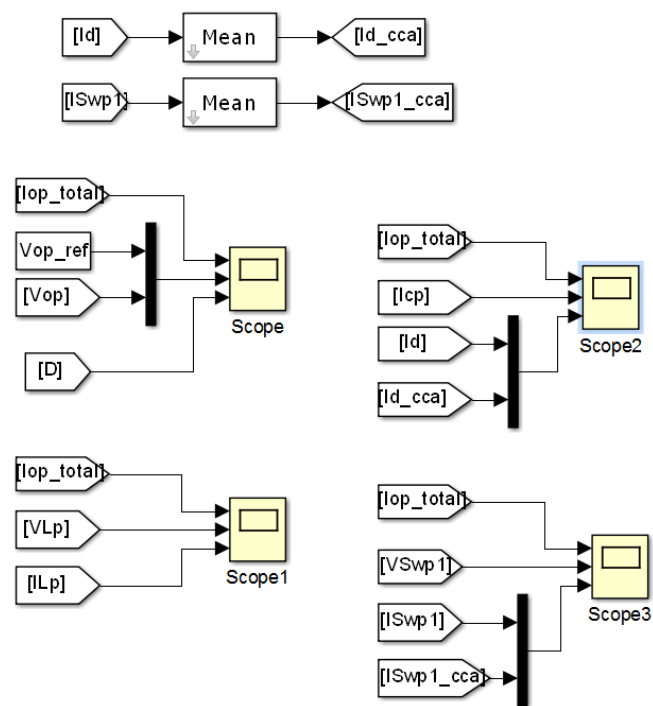 [Id]
Mean
[Id_cca]
[ISwp1]
Mean
[ISwp1_cca]
[Iop_total]
Vop_ref
[Vop]
[D]
Scope
[Iop_total]
[Icp]
[Id]
[Id_cca]
Scope2
[Iop_total]
[VLp]
[ILp]
Scope1
[Iop_total]
[VSwp1]
[ISwp1]
[ISwp1_cca]
Scope3